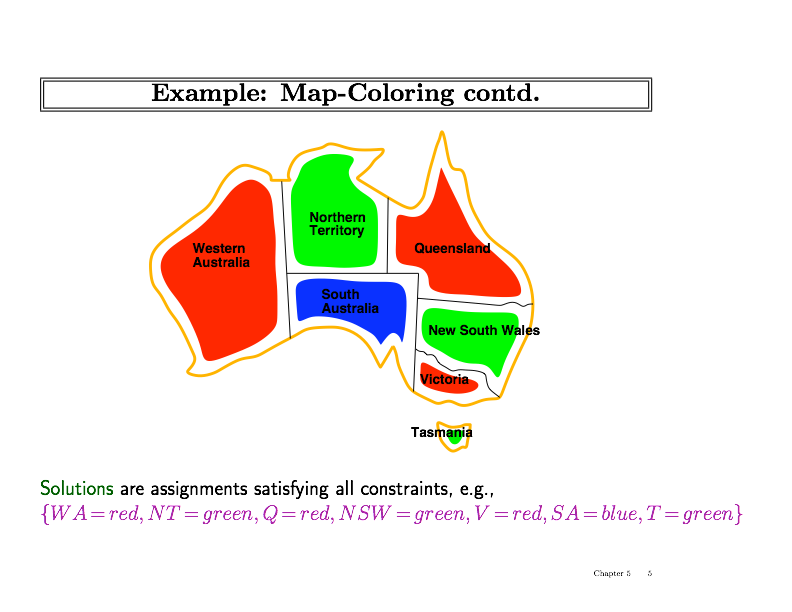 Example: Map-Coloring contd.
Northern
Territory
Western
Australia
Queensland
South
Australia
New South Wales
Victoria
Tasmania
Solutions are assignments satisfying all constraints, e.g.,
{WA = red, NT = green, Q = red, NSW = green, V = red, SA = blue, T = green}
Chapter 5 5